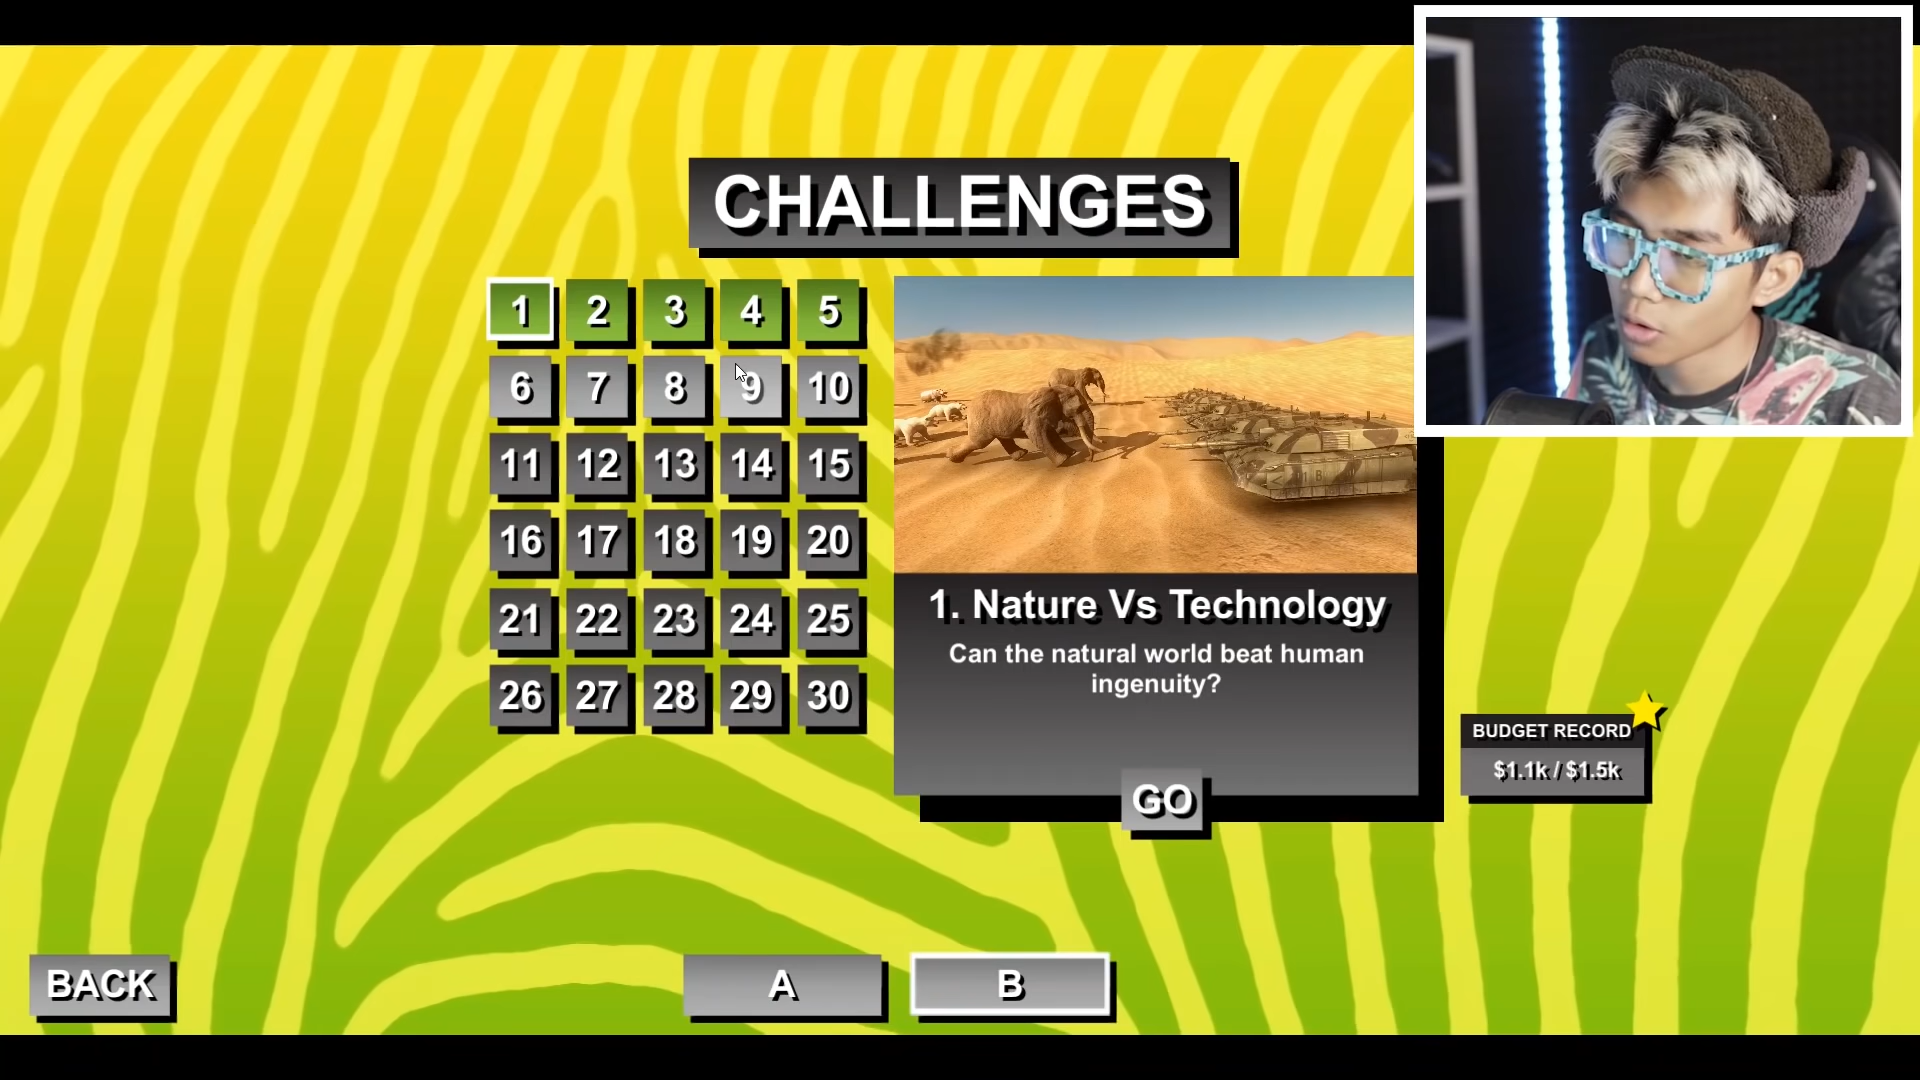 CHALLENGES
1 2 3 4 5
6 7 8 9 10
11 12 13 14 15
16 17 18 19 20
21 22 23 24 25
26 27 28 29 30
1. Nature Vs Technology
Can the natural world beat human
ingenuity?
GO
BUDGET RECORD
$1.1k / $1.5k
BACK
A
B